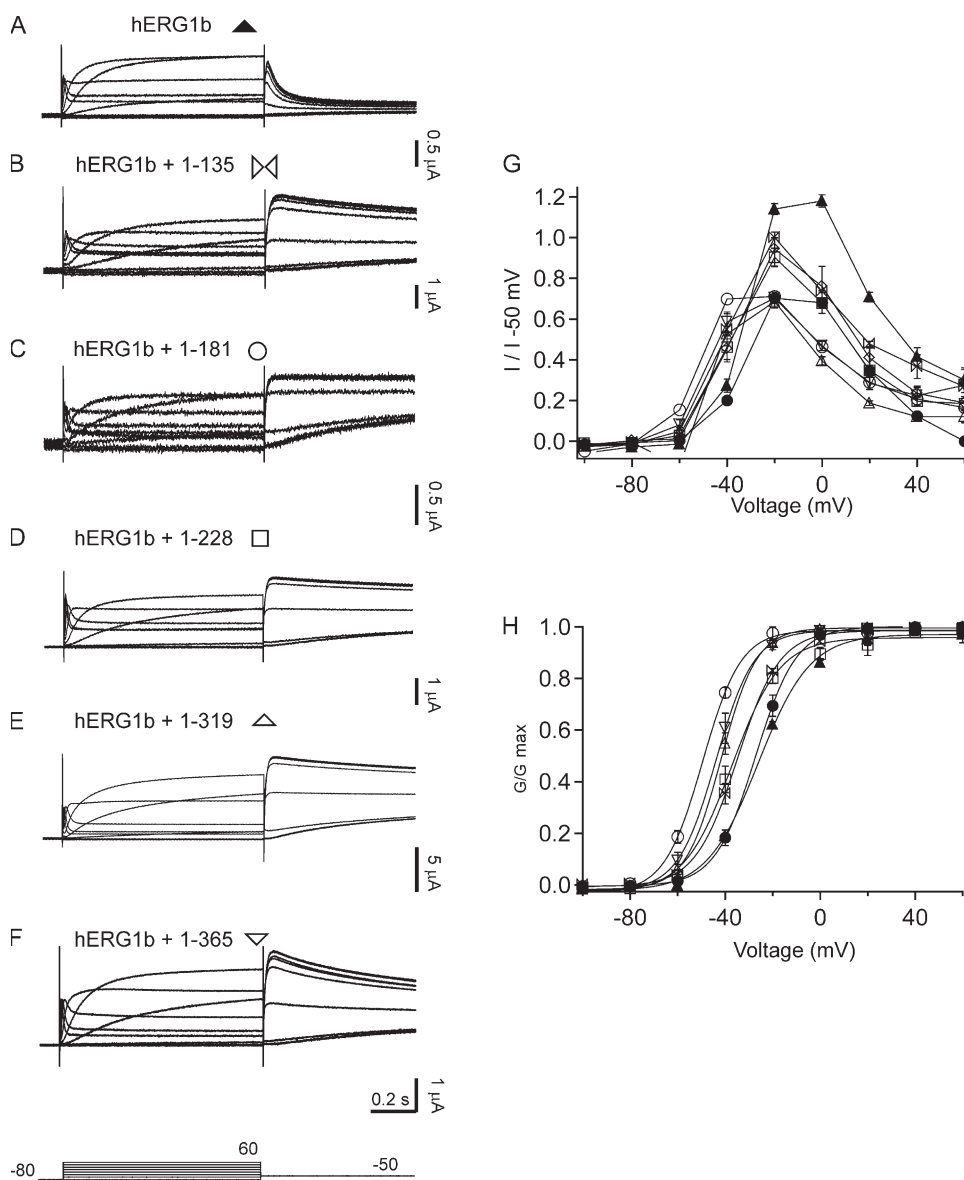 A
hERG1b
0.5 µA
B
hERG1b + 1-135
1 µA
C
hERG1b + 1-181
0.5 µA
D
hERG1b + 1-228
1 µA
E
hERG1b + 1-319
5 µA
F
hERG1b + 1-365
0.2 s
1 µA
-80
60
-50
G
I / I -50 mV
1.2
1.0
0.8
0.6
0.4
0.2
0.0
-80
-40
0
40
Voltage (mV)
H
G/G max
1.0
0.8
0.6
0.4
0.2
0.0
-80
-40
0
40
Voltage (mV)